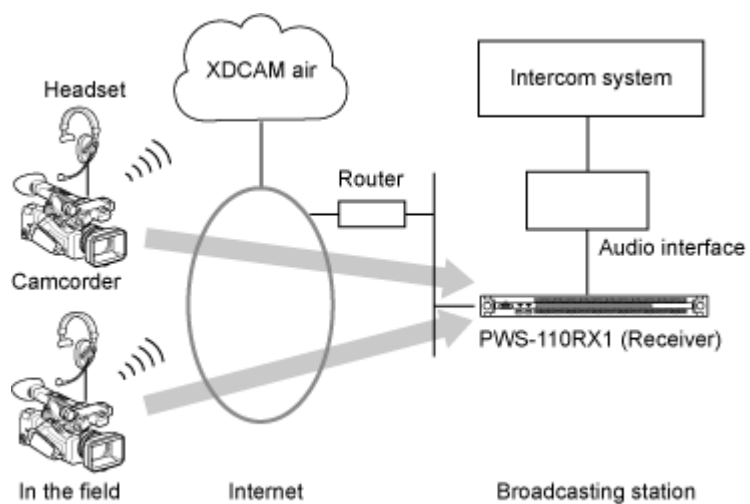 XDCAM air
Intercom system
Headset
Router
Audio interface
Camcorder
PWS-110RX1 (Receiver)
In the field
Internet
Broadcasting station